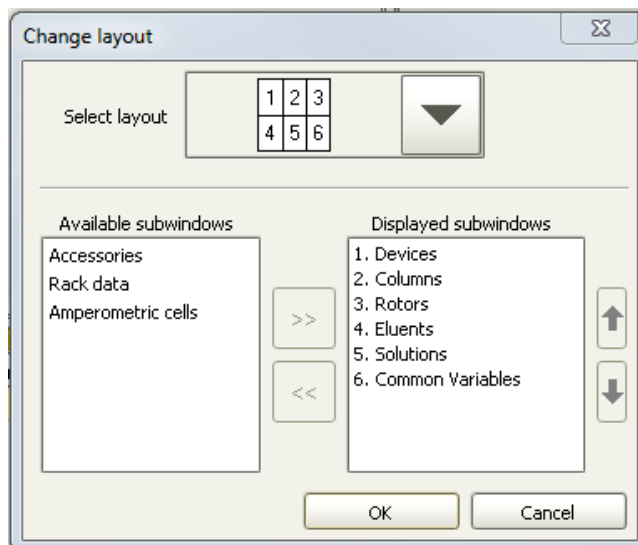 Change layout
Select layout
1 2 3
4 5 6
Available subwindows
Accessories
Rack data
Amperometric cells
>>
<<
Displayed subwindows
1. Devices
2. Columns
3. Rotors
4. Eluents
5. Solutions
6. Common Variables
OK
Cancel